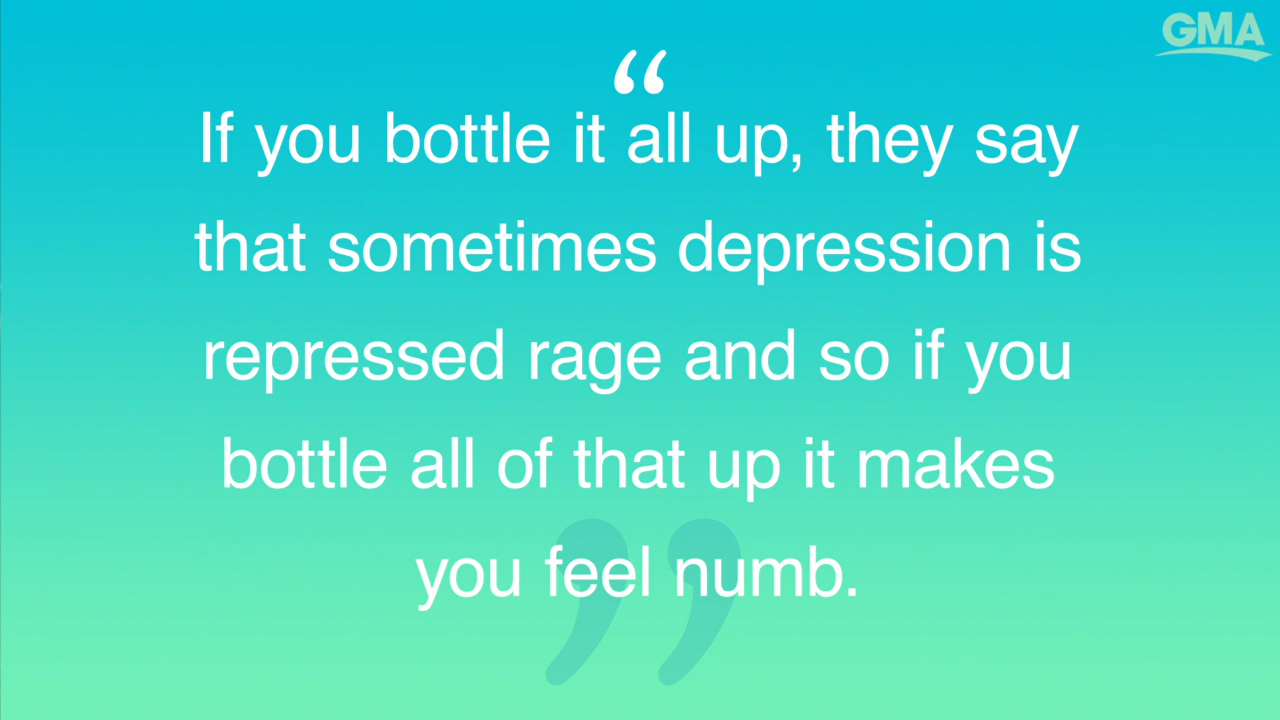 GMA
“
If you bottle it all up, they say
that sometimes depression is
repressed rage and so if you
bottle all of that up it makes
you feel numb.
”